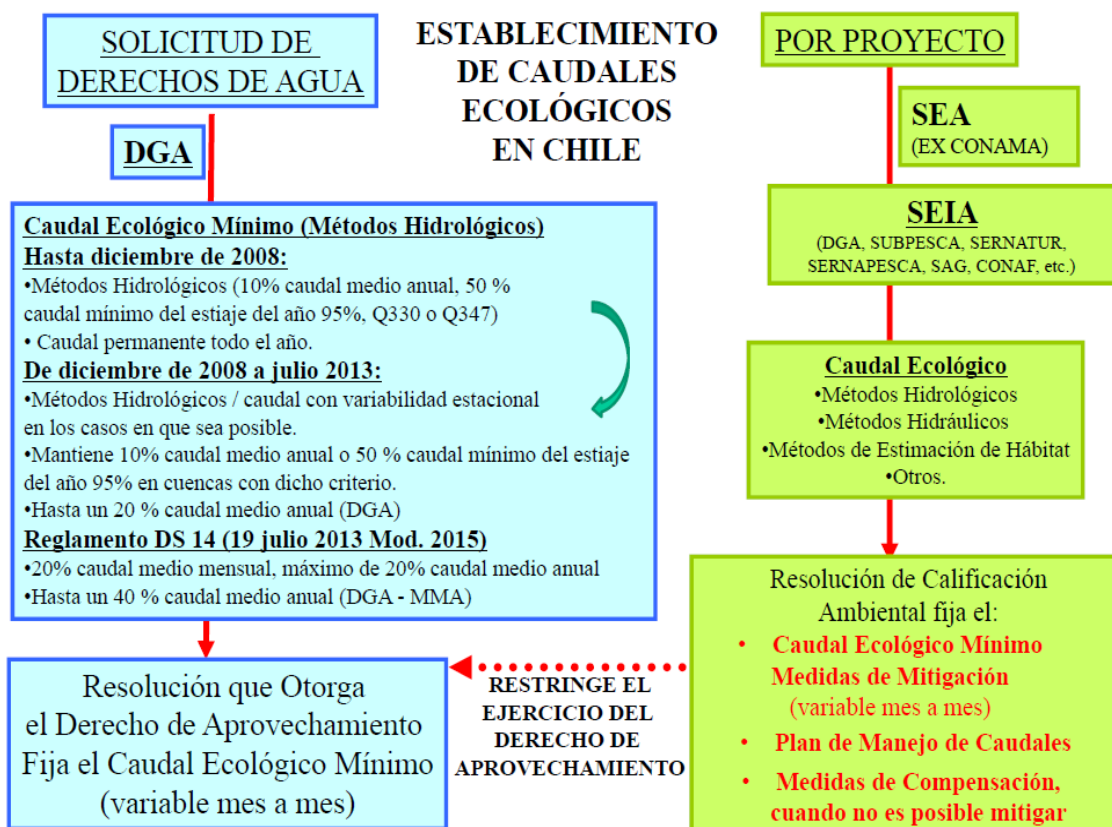 SOLICITUD DE
DERECHOS DE AGUA
DGA
Caudal Ecológico Mínimo (Métodos Hidrológicos)
Hasta diciembre de 2008:
•Métodos Hidrológicos (10% caudal medio anual, 50 %
caudal mínimo del estiaje del año 95%, Q330 o Q347)
• Caudal permanente todo el año.
De diciembre de 2008 a julio 2013:
•Métodos Hidrológicos / caudal con variabilidad estacional
en los casos en que sea posible.
•Mantiene 10% caudal medio anual o 50 % caudal mínimo del estiaje
del año 95% en cuencas con dicho criterio.
•Hasta un 20 % caudal medio anual (DGA)
Reglamento DS 14 (19 julio 2013 Mod. 2015)
•20% caudal medio mensual, máximo de 20% caudal medio anual
•Hasta un 40 % caudal medio anual (DGA - MMA)
Resolución que Otorga
el Derecho de Aprovechamiento
Fija el Caudal Ecológico Mínimo
(variable mes a mes)
ESTABLECIMIENTO
DE CAUDALES
ECOLÓGICOS
EN CHILE
POR PROYECTO
SEA
(EX CONAMA)
SEIA
(DGA, SUBPESCA, SERNATUR,
SERNAPESCA, SAG, CONAF, etc.)
Caudal Ecológico
•Métodos Hidrológicos
•Métodos Hidráulicos
•Métodos de Estimación de Hábitat
•Otros.
Resolución de Calificación
Ambiental fija el:
• Caudal Ecológico Mínimo
Medidas de Mitigación
(variable mes a mes)
• Plan de Manejo de Caudales
• Medidas de Compensación,
cuando no es posible mitigar
RESTRINGE EL
EJERCICIO DEL
DERECHO DE
APROVECHAMIENTO